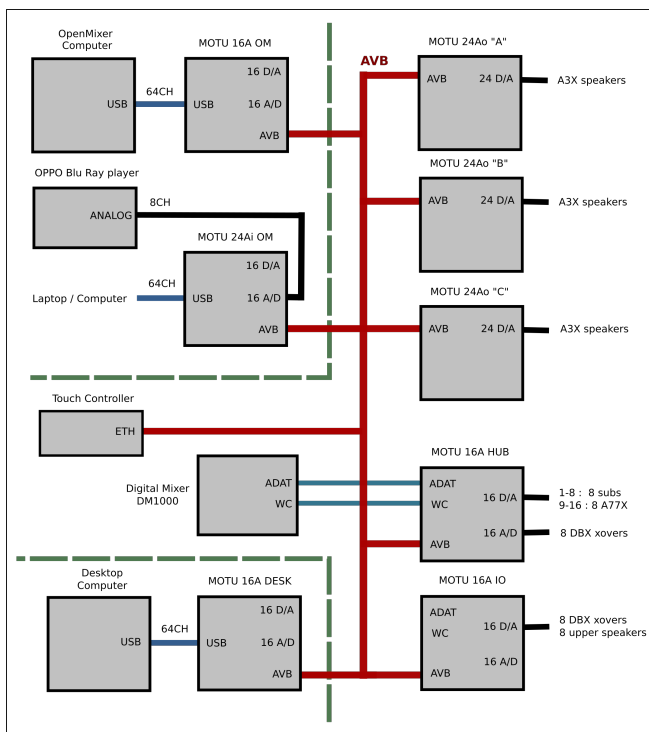 OpenMixer
Computer
USB
64CH
MOTU 16A OM
16 D/A
USB
16 A/D
AVB
AVB
MOTU 24Ao "A"
AVB
24 D/A
A3X speakers
OPPO Blu Ray player
ANALOG
8CH
MOTU 24Ao "B"
AVB
24 D/A
A3X speakers
MOTU 24Ai OM
16 D/A
Laptop / Computer
64CH
USB
16 A/D
AVB
MOTU 24Ao "C"
AVB
24 D/A
A3X speakers
Touch Controller
ETH
Digital Mixer
DM1000
ADAT
WC
MOTU 16A HUB
ADAT
WC
16 D/A
1-8 : 8 subs
9-16 : 8 A77X
16 A/D
8 DBX xovers
AVB
Desktop
Computer
USB
64CH
MOTU 16A DESK
16 D/A
USB
16 A/D
AVB
MOTU 16A IO
ADAT
WC
16 D/A
8 DBX xovers
8 upper speakers
16 A/D
AVB